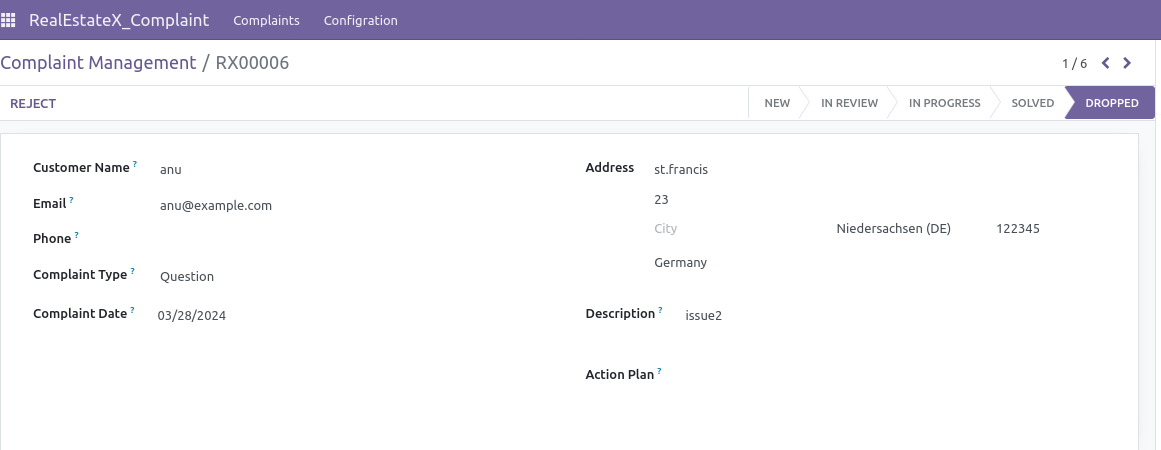 RealEstateX_Complaint Complaints Configration
Complaint Management / RX00006 1 / 6
REJECT NEW IN REVIEW IN PROGRESS SOLVED DROPPED
Customer Name ? anu
Email ? anu@example.com
Phone ?
Complaint Type ? Question
Complaint Date ? 03/28/2024
Address st.francis
23
City Niedersachsen (DE) 122345
Germany
Description ? issue2
Action Plan ?